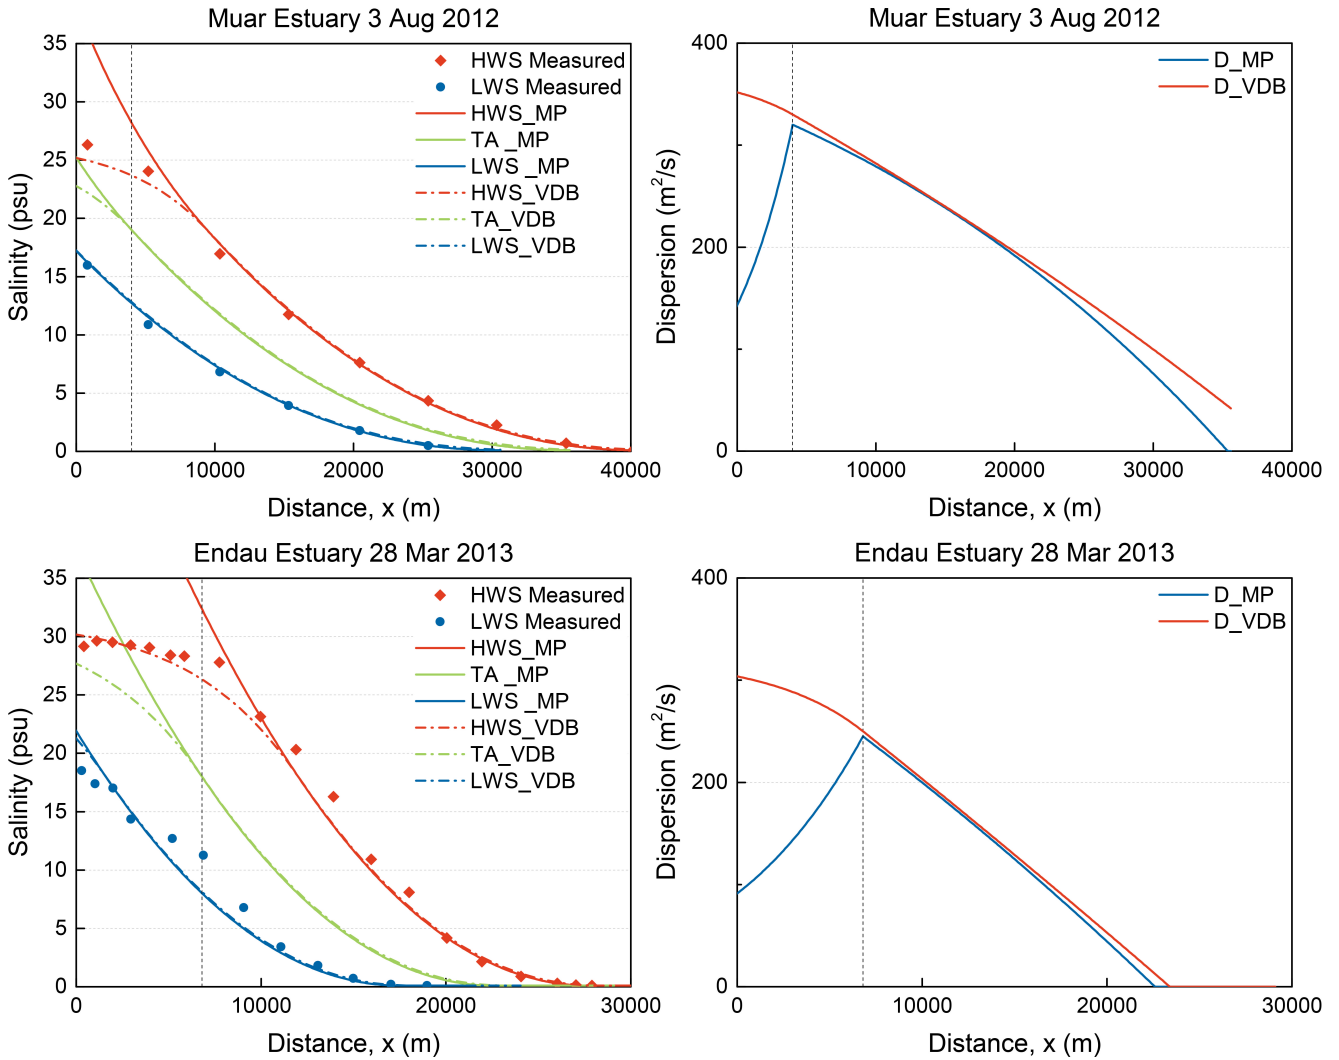 Muar Estuary 3 Aug 2012
35
30
25
20
15
10
5
0
Salinity (psu)
HWS Measured
LWS Measured
HWS_MP
TA _MP
LWS _MP
HWS_VDB
TA_VDB
LWS_VDB
0 10000 20000 30000 40000
Distance, x (m)
Muar Estuary 3 Aug 2012
400
200
0
Dispersion (m²/s)
D_MP
D_VDB
0 10000 20000 30000 40000
Distance, x (m)
Endau Estuary 28 Mar 2013
35
30
25
20
15
10
5
0
Salinity (psu)
HWS Measured
LWS Measured
HWS_MP
TA _MP
LWS _MP
HWS_VDB
TA_VDB
LWS_VDB
0 10000 20000 30000
Distance, x (m)
Endau Estuary 28 Mar 2013
400
200
0
Dispersion (m²/s)
D_MP
D_VDB
0 10000 20000 30000
Distance, x (m)